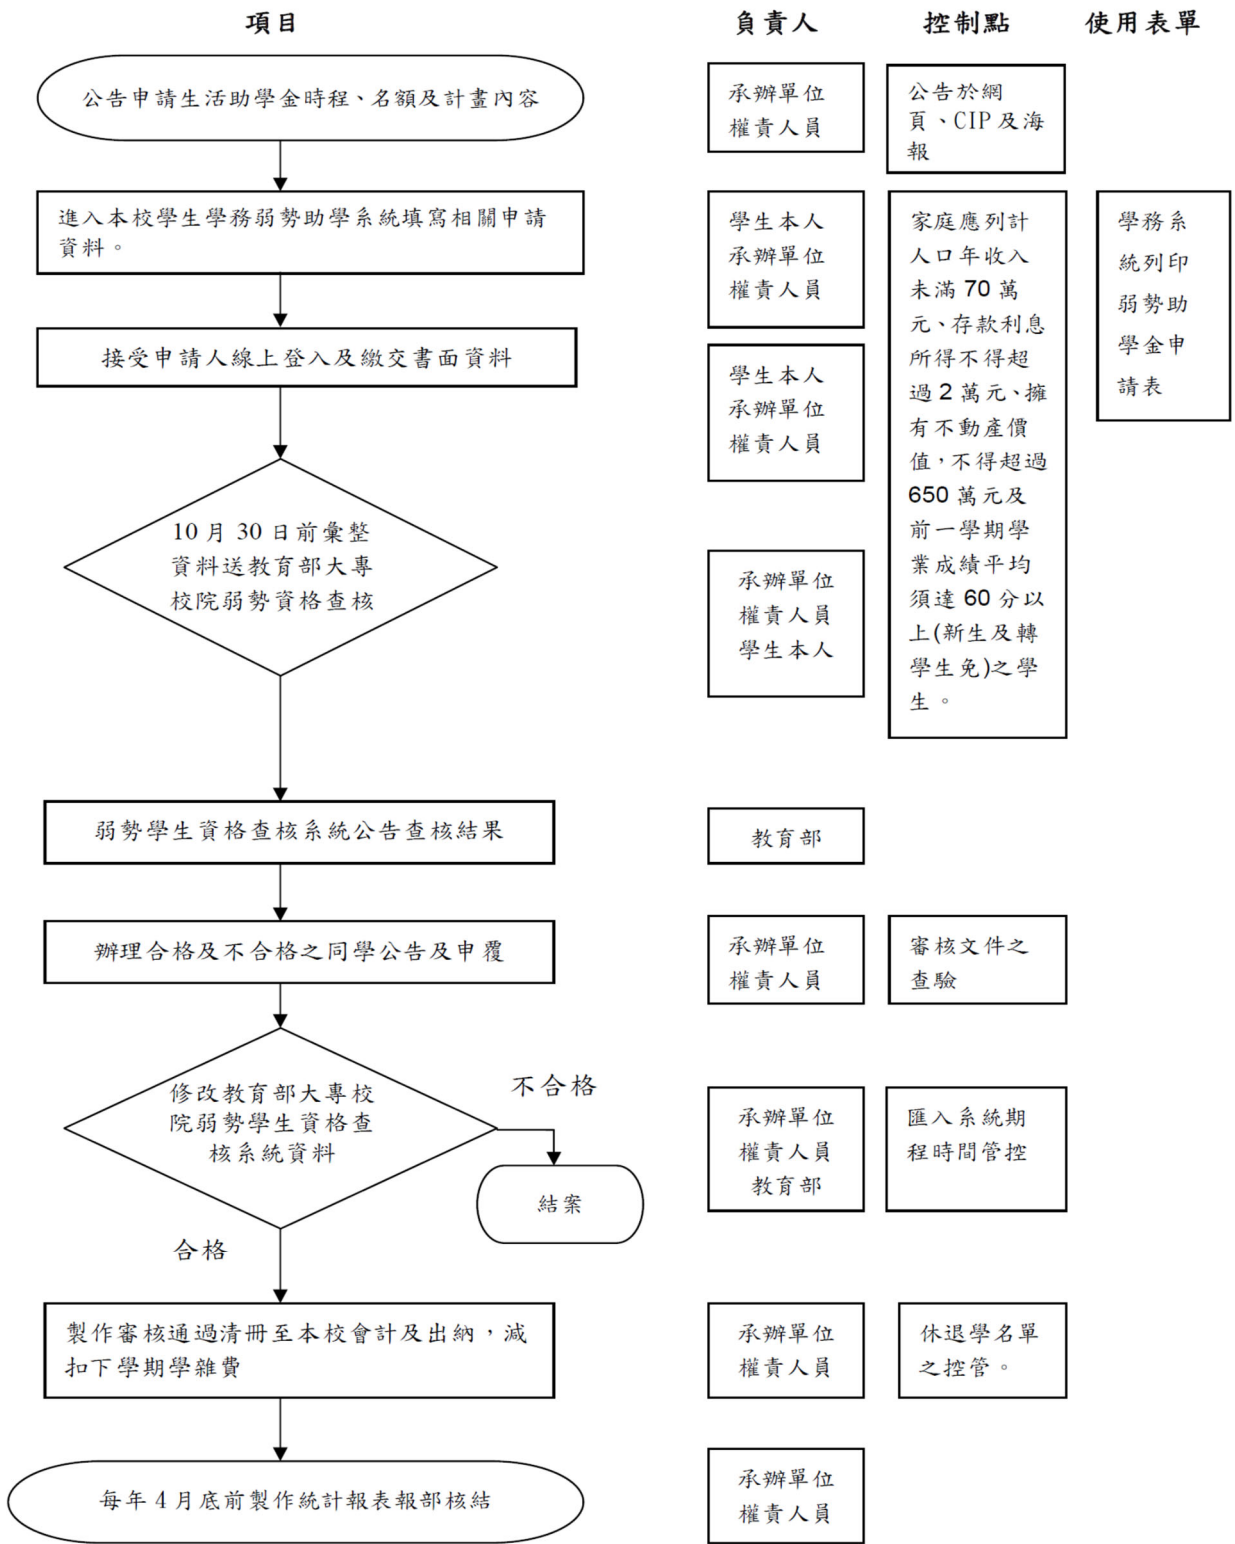 項目
負責人
控制點
使用表單
公告申請生活助學金時程、名額及計畫內容
承辦單位
權責人員
公告於網
頁、CIP及海
報
進入本校學生學務弱勢助學系統填寫相關申請
資料。
學生本人
承辦單位
權責人員
家庭應列計
人口年收入
未滿 70 萬
元、存款利息
所得不得超
過 2 萬元、擁
有不動產價
值,不得超過
650 萬元及
前一學期學
業成績平均
須達 60 分以
上(新生及轉
學生免)之學
生。
學務系
統列印
弱勢助
學金申
請表
接受申請人線上登入及繳交書面資料
學生本人
承辦單位
權責人員
10 月 30 日前彙整
資料送教育部大專
校院弱勢資格查核
承辦單位
權責人員
學生本人
弱勢學生資格查核系統公告查核結果
教育部
辦理合格及不合格之同學公告及申覆
承辦單位
權責人員
審核文件之
查驗
修改教育部大專校
院弱勢學生資格查
核系統資料
不合格
結案
合格
承辦單位
權責人員
教育部
匯入系統期
程時間管控
製作審核通過清冊至本校會計及出納,減
扣下學期學雜費
承辦單位
權責人員
休退學名單
之控管。
每年 4 月底前製作統計報表報部核結
承辦單位
權責人員